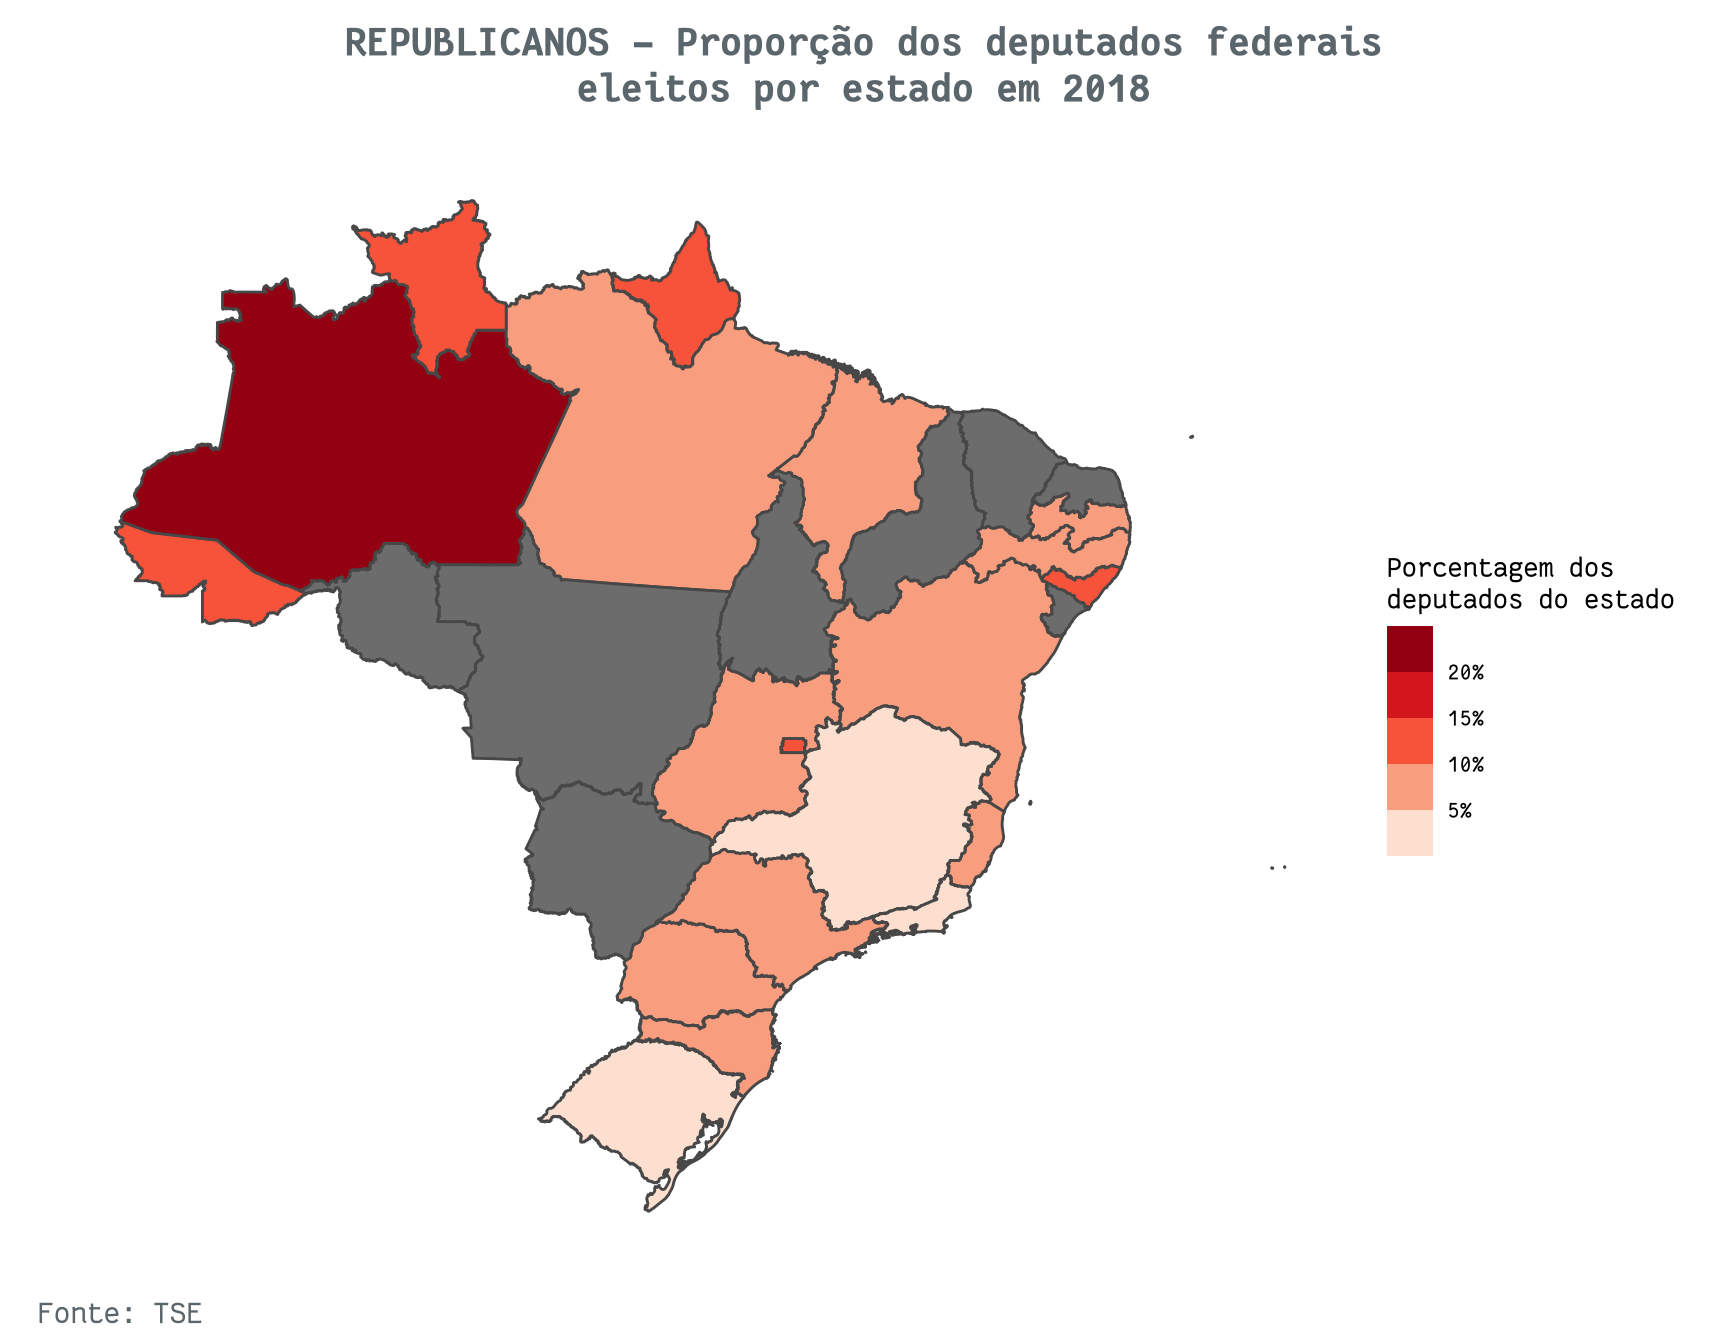 REPUBLICANOS – Proporção dos deputados federais
eleitos por estado em 2018
Porcentagem dos
deputados do estado
20%
15%
10%
5%
Fonte: TSE